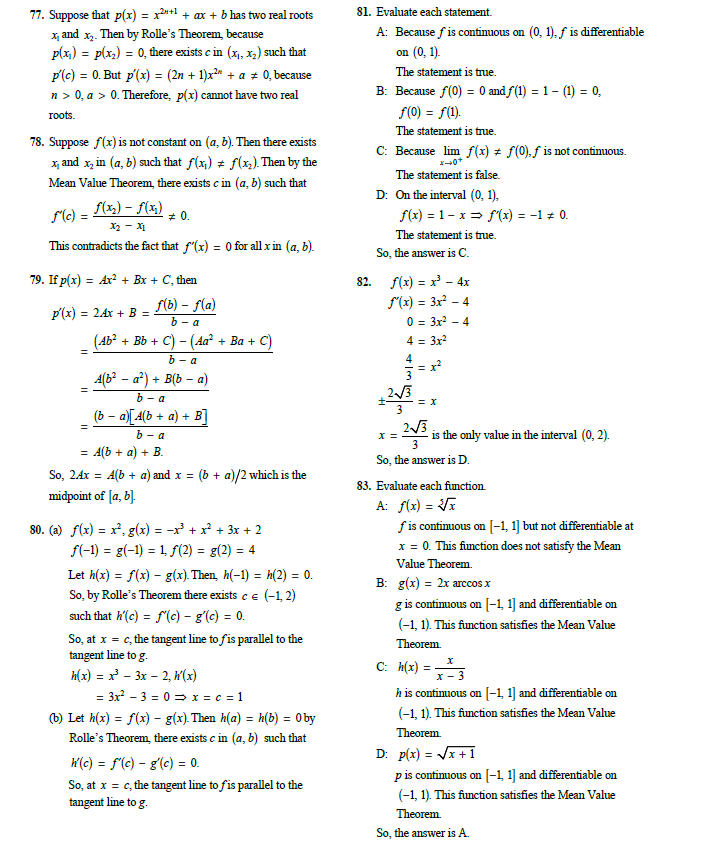 77. Suppose that p(x) = x²ⁿ⁺¹ + ax + b has two real roots
x₁ and x₂. Then by Rolle's Theorem, because
p(x₁) = p(x₂) = 0, there exists c in (x₁, x₂) such that
p′(c) = 0. But p′(x) = (2n + 1)x²ⁿ + a ≠ 0, because
n > 0, a > 0. Therefore, p(x) cannot have two real
roots.
78. Suppose f(x) is not constant on (a, b). Then there exists
x₁ and x₂ in (a, b) such that f(x₁) ≠ f(x₂). Then by the
Mean Value Theorem, there exists c in (a, b) such that
f′(c) = (f(x₂) − f(x₁))/(x₂ − x₁) ≠ 0.
This contradicts the fact that f′(x) = 0 for all x in (a, b).
79. If p(x) = Ax² + Bx + C, then
p′(x) = 2Ax + B = (f(b) − f(a))/(b − a)
= ((Ab² + Bb + C) − (Aa² + Ba + C))/(b − a)
= (A(b² − a²) + B(b − a))/(b − a)
= ((b − a)[A(b + a) + B])/(b − a)
= A(b + a) + B.
So, 2Ax = A(b + a) and x = (b + a)/2 which is the
midpoint of [a, b].
80. (a) f(x) = x², g(x) = −x³ + x² + 3x + 2
f(−1) = g(−1) = 1, f(2) = g(2) = 4
Let h(x) = f(x) − g(x). Then, h(−1) = h(2) = 0.
So, by Rolle's Theorem there exists c ∈ (−1, 2)
such that h′(c) = f′(c) − g′(c) = 0.
So, at x = c, the tangent line to f is parallel to the
tangent line to g.
h(x) = x³ − 3x − 2, h′(x)
= 3x² − 3 = 0 ⇒ x = c = 1
(b) Let h(x) = f(x) − g(x). Then h(a) = h(b) = 0 by
Rolle's Theorem, there exists c in (a, b) such that
h′(c) = f′(c) − g′(c) = 0.
So, at x = c, the tangent line to f is parallel to the
tangent line to g.
81. Evaluate each statement.
A: Because f is continuous on (0, 1), f is differentiable
on (0, 1).
The statement is true.
B: Because f(0) = 0 and f(1) = 1 − (1) = 0,
f(0) = f(1).
The statement is true.
C: Because lim x→0⁺ f(x) ≠ f(0), f is not continuous.
The statement is false.
D: On the interval (0, 1),
f(x) = 1 − x ⇒ f′(x) = −1 ≠ 0.
The statement is true.
So, the answer is C.
82. f(x) = x³ − 4x
f′(x) = 3x² − 4
0 = 3x² − 4
4 = 3x²
4/3 = x²
±2√3/3 = x
x = 2√3/3 is the only value in the interval (0, 2).
So, the answer is D.
83. Evaluate each function.
A: f(x) = ⁵√x
f is continuous on [−1, 1] but not differentiable at
x = 0. This function does not satisfy the Mean
Value Theorem.
B: g(x) = 2x arccos x
g is continuous on [−1, 1] and differentiable on
(−1, 1). This function satisfies the Mean Value
Theorem.
C: h(x) = x/(x − 3)
h is continuous on [−1, 1] and differentiable on
(−1, 1). This function satisfies the Mean Value
Theorem.
D: p(x) = √(x + 1)
p is continuous on [−1, 1] and differentiable on
(−1, 1). This function satisfies the Mean Value
Theorem.
So, the answer is A.